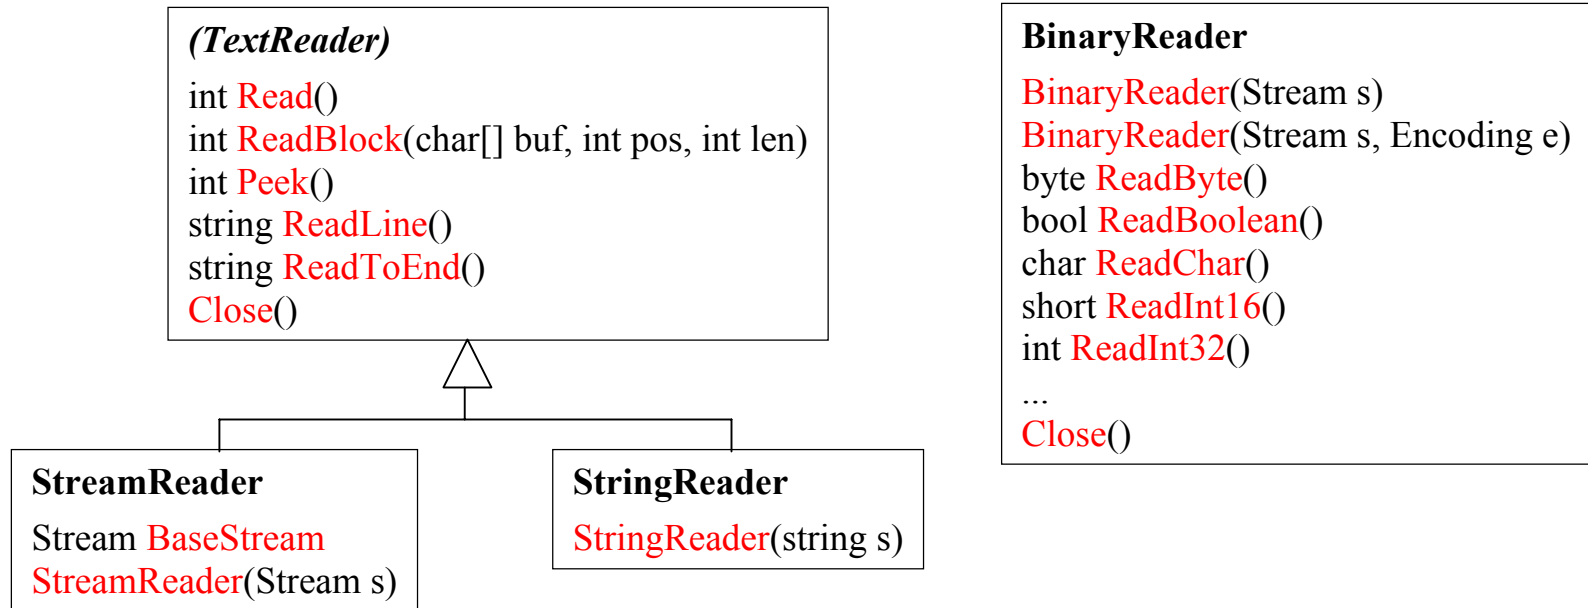 (TextReader)
int Read()
int ReadBlock(char[] buf, int pos, int len)
int Peek()
string ReadLine()
string ReadToEnd()
Close()
BinaryReader
BinaryReader(Stream s)
BinaryReader(Stream s, Encoding e)
byte ReadByte()
bool ReadBoolean()
char ReadChar()
short ReadInt16()
int ReadInt32()
...
Close()
StreamReader
Stream BaseStream
StreamReader(Stream s)
StringReader
StringReader(string s)